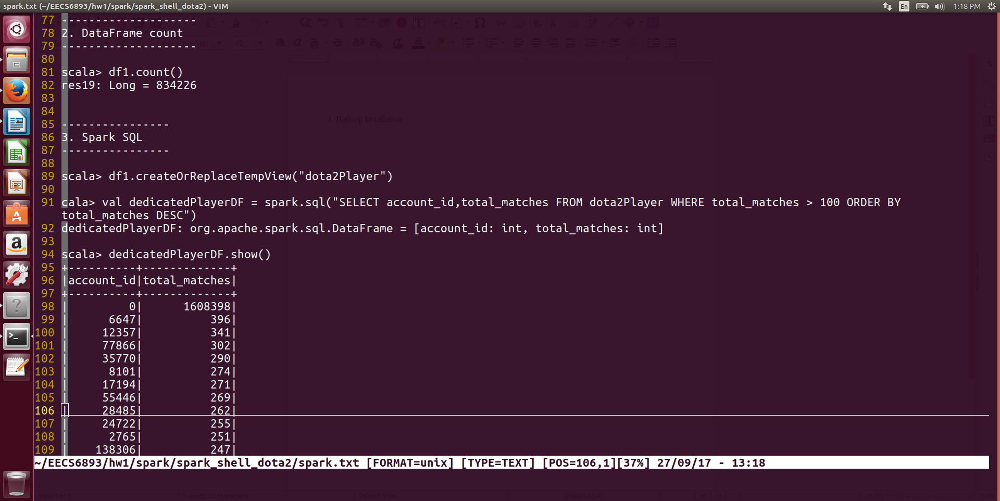 spark.txt (~/EECS6893/hw1/spark/spark_shell_dota2) - VIM
En
1:18 PM
77 --------------------
78 2. DataFrame count
79 --------------------
80
81 scala> df1.count()
82 res19: Long = 834226
83
84
85 ----------------
86 3. Spark SQL
87 ----------------
88
89 scala> df1.createOrReplaceTempView("dota2Player")
90
91 cala> val dedicatedPlayerDF = spark.sql("SELECT account_id,total_matches FROM dota2Player WHERE total_matches > 100 ORDER BY
total_matches DESC")
92 dedicatedPlayerDF: org.apache.spark.sql.DataFrame = [account_id: int, total_matches: int]
93
94 scala> dedicatedPlayerDF.show()
95 +----------+-------------+
96 |account_id|total_matches|
97 +----------+-------------+
98 |         0|      1608398|
99 |      6647|          396|
100 |     12357|          341|
101 |     77866|          302|
102 |     35770|          290|
103 |      8101|          274|
104 |     17194|          271|
105 |     55446|          269|
106 |     28485|          262|
107 |     24722|          255|
108 |      2765|          251|
109 |    138306|          247|
~/EECS6893/hw1/spark/spark_shell_dota2/spark.txt [FORMAT=unix] [TYPE=TEXT] [POS=106,1][37%] 27/09/17 - 13:18
1. Hadoop Installation
Liberation Seri
12
Default Style
English (USA)